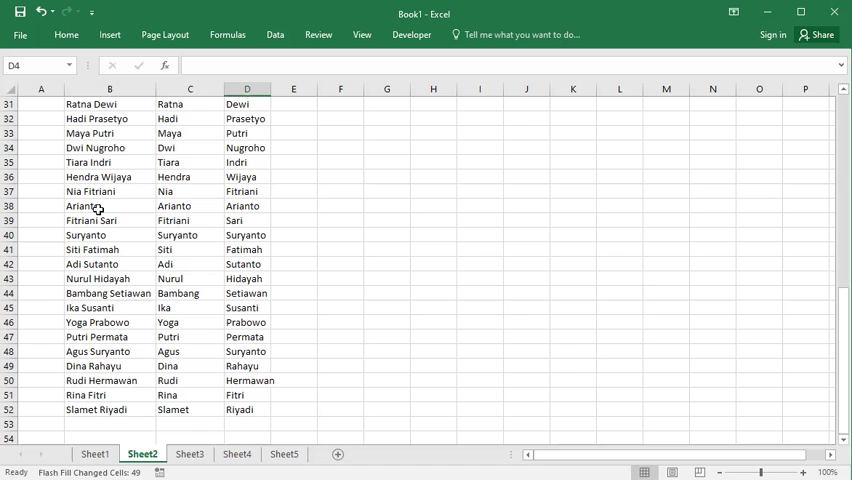 Book1 - Excel
File Home Insert Page Layout Formulas Data Review View Developer Tell me what you want to do... Sign in Share
D4 fx
A B C D E F G H I J K L M N O P
31 Ratna Dewi Ratna Dewi
32 Hadi Prasetyo Hadi Prasetyo
33 Maya Putri Maya Putri
34 Dwi Nugroho Dwi Nugroho
35 Tiara Indri Tiara Indri
36 Hendra Wijaya Hendra Wijaya
37 Nia Fitriani Nia Fitriani
38 Arianto Arianto Arianto
39 Fitriani Sari Fitriani Sari
40 Suryanto Suryanto Suryanto
41 Siti Fatimah Siti Fatimah
42 Adi Sutanto Adi Sutanto
43 Nurul Hidayah Nurul Hidayah
44 Bambang Setiawan Bambang Setiawan
45 Ika Susanti Ika Susanti
46 Yoga Prabowo Yoga Prabowo
47 Putri Permata Putri Permata
48 Agus Suryanto Agus Suryanto
49 Dina Rahayu Dina Rahayu
50 Rudi Hermawan Rudi Hermawan
51 Rina Fitri Rina Fitri
52 Slamet Riyadi Slamet Riyadi
53
54
Sheet1 Sheet2 Sheet3 Sheet4 Sheet5
Ready Flash Fill Changed Cells: 49 100%